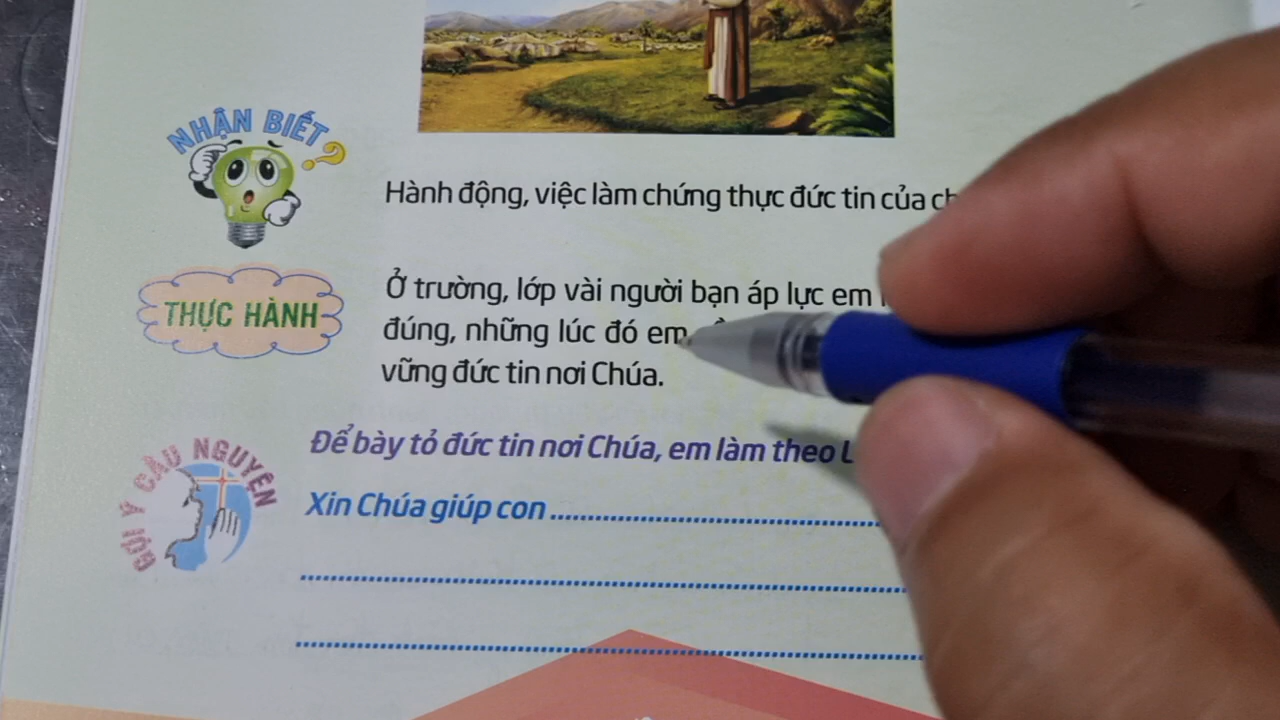 NHẬN BIẾT?
Hành động, việc làm chứng thực đức tin của
THỰC HÀNH
Ở trường, lớp vài người bạn áp lực em
đúng, những lúc đó em
vững đức tin nơi Chúa.
GỢI Ý CẦU NGUYỆN
Để bày tỏ đức tin nơi Chúa, em làm theo
Xin Chúa giúp con